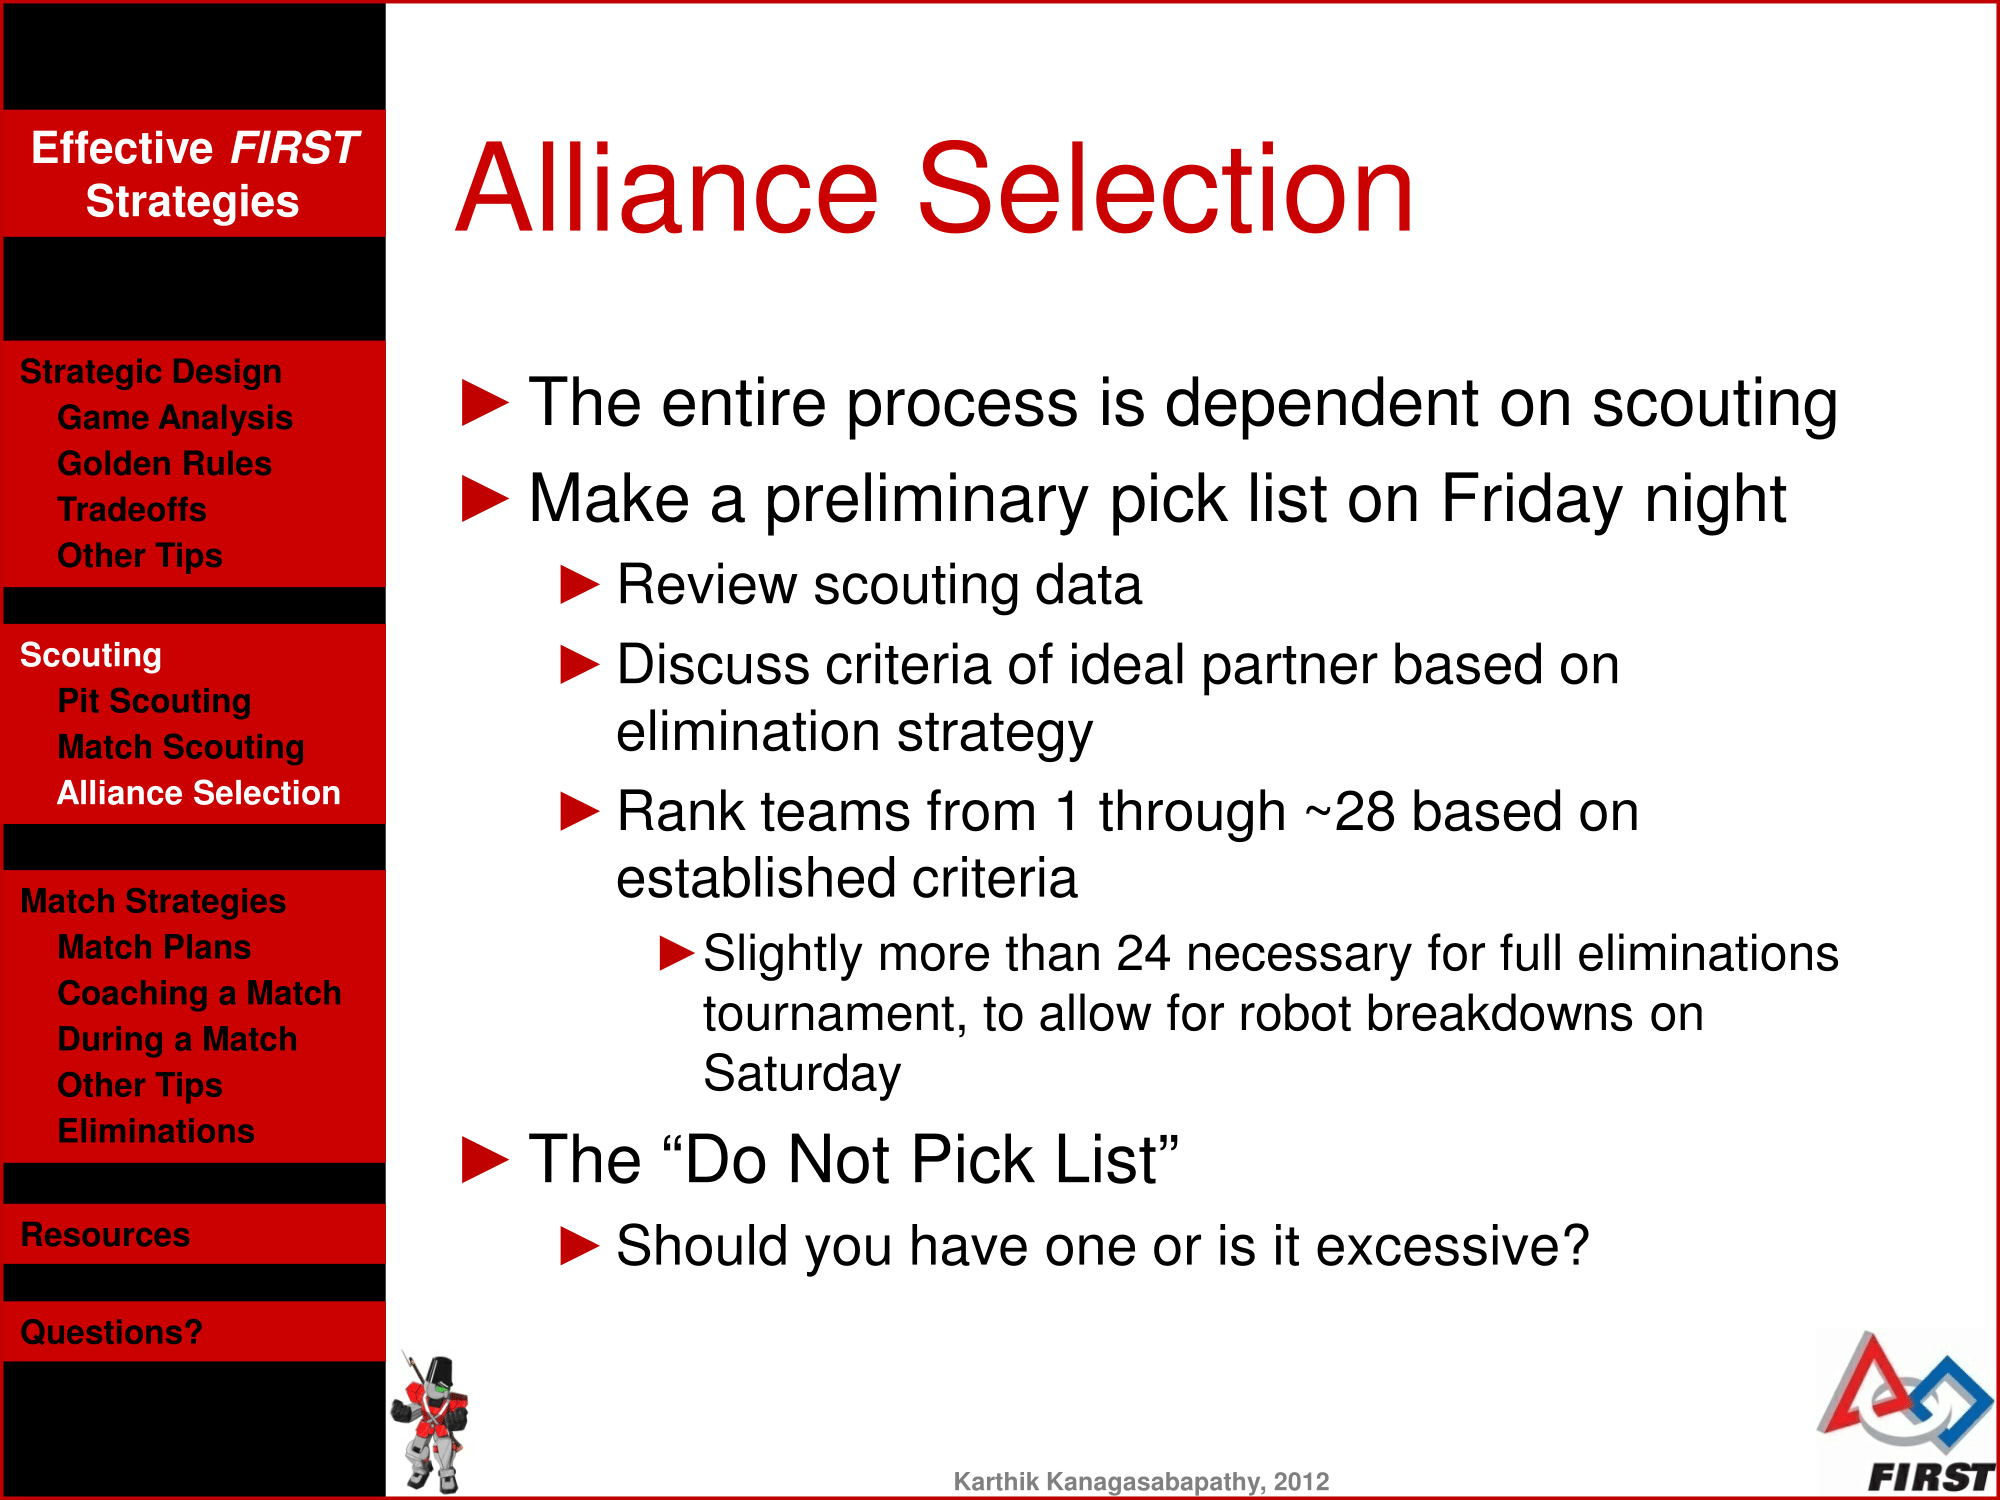 Effective FIRST
Strategies
Strategic Design
Game Analysis
Golden Rules
Tradeoffs
Other Tips
Scouting
Pit Scouting
Match Scouting
Alliance Selection
Match Strategies
Match Plans
Coaching a Match
During a Match
Other Tips
Eliminations
Resources
Questions?
Alliance Selection
The entire process is dependent on scouting
Make a preliminary pick list on Friday night
Review scouting data
Discuss criteria of ideal partner based on
elimination strategy
Rank teams from 1 through ~28 based on
established criteria
Slightly more than 24 necessary for full eliminations
tournament, to allow for robot breakdowns on
Saturday
The “Do Not Pick List”
Should you have one or is it excessive?
Karthik Kanagasabapathy, 2012
FIRST